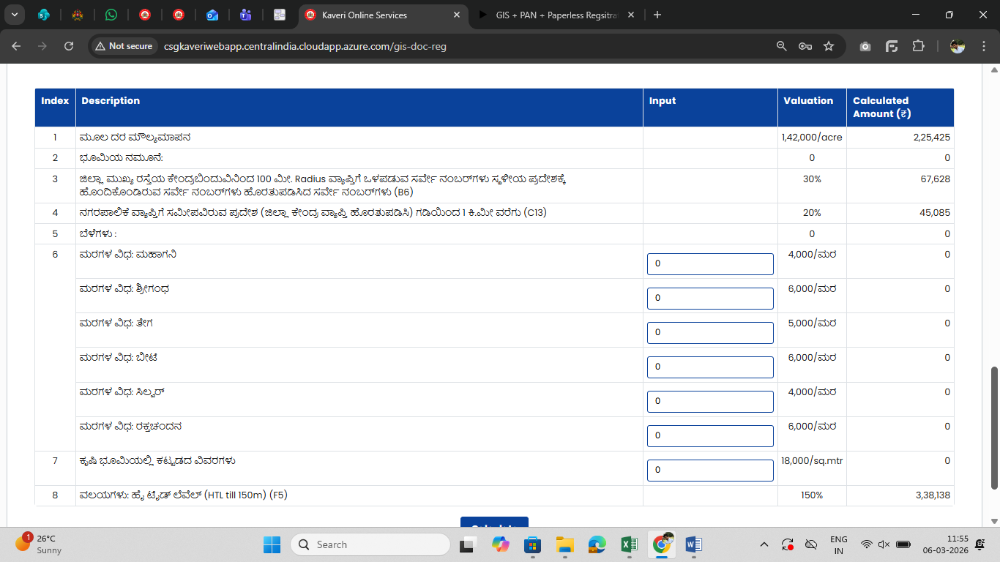 Kaveri Online Services
GIS + PAN + Paperless Regsitra
Not secure
csgkaveriwebapp.centralindia.cloudapp.azure.com/gis-doc-reg
Index Description Input Valuation Calculated Amount (₹)
1 ಮೂಲ ದರ ಮೌಲ್ಯಮಾಪನ 1,42,000/acre 2,25,425
2 ಭೂಮಿಯ ನಮೂನೆ: 0 0
3 ಜಿಲ್ಲಾ ಮುಖ್ಯ ರಸ್ತೆಯ ಕೇಂದ್ರಬಿಂದುವಿನಿಂದ 100 ಮೀ. Radius ವ್ಯಾಪ್ತಿಗೆ ಒಳಪಡುವ ಸರ್ವೇ ನಂಬರ್‌ಗಳು ಸ್ಥಳೀಯ ಪ್ರದೇಶಕ್ಕೆ 30% 67,628
ಹೊಂದಿಕೊಂಡಿರುವ ಸರ್ವೇ ನಂಬರ್‌ಗಳು ಹೊರತುಪಡಿಸಿದ ಸರ್ವೇ ನಂಬರ್‌ಗಳು (B6)
4 ನಗರಪಾಲಿಕೆ ವ್ಯಾಪ್ತಿಗೆ ಸಮೀಪವಿರುವ ಪ್ರದೇಶ (ಜಿಲ್ಲಾ ಕೇಂದ್ರ ವ್ಯಾಪ್ತಿ ಹೊರತುಪಡಿಸಿ) ಗಡಿಯಿಂದ 1 ಕಿ.ಮೀ ವರೆಗು (C13) 20% 45,085
5 ಬೆಳೆಗಳು : 0 0
6 ಮರಗಳ ವಿಧ: ಮಹಾಗನಿ 0 4,000/ಮರ 0
ಮರಗಳ ವಿಧ: ಶ್ರೀಗಂಧ 0 6,000/ಮರ 0
ಮರಗಳ ವಿಧ: ತೇಗ 0 5,000/ಮರ 0
ಮರಗಳ ವಿಧ: ಬೀಟೆ 0 6,000/ಮರ 0
ಮರಗಳ ವಿಧ: ಸಿಲ್ವರ್ 0 4,000/ಮರ 0
ಮರಗಳ ವಿಧ: ರಕ್ತಚಂದನ 0 6,000/ಮರ 0
7 ಕೃಷಿ ಭೂಮಿಯಲ್ಲಿ ಕಟ್ಟಡದ ವಿವರಗಳು 0 18,000/sq.mtr 0
8 ವಲಯಗಳು: ಹೈ ಟೈಡ್ ಲೆವೆಲ್ (HTL till 150m) (F5) 150% 3,38,138
1
26°C
Sunny
Search
ENG
IN
11:55
06-03-2026